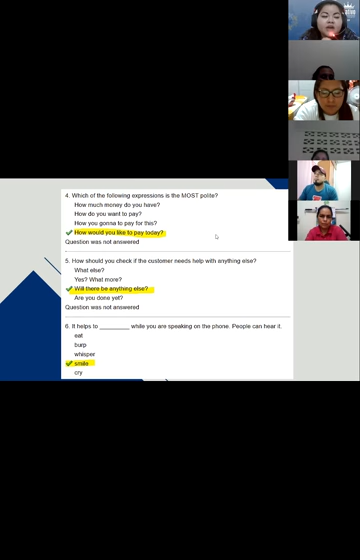 4. Which of the following expressions is the MOST polite?
How much money do you have?
How do you want to pay?
How you gonna to pay for this?
How would you like to pay today?
Question was not answered
5. How should you check if the customer needs help with anything else?
What else?
Yes? What more?
Will there be anything else?
Are you done yet?
Question was not answered
6. It helps to _________ while you are speaking on the phone. People can hear it.
eat
burp
whisper
smile
cry